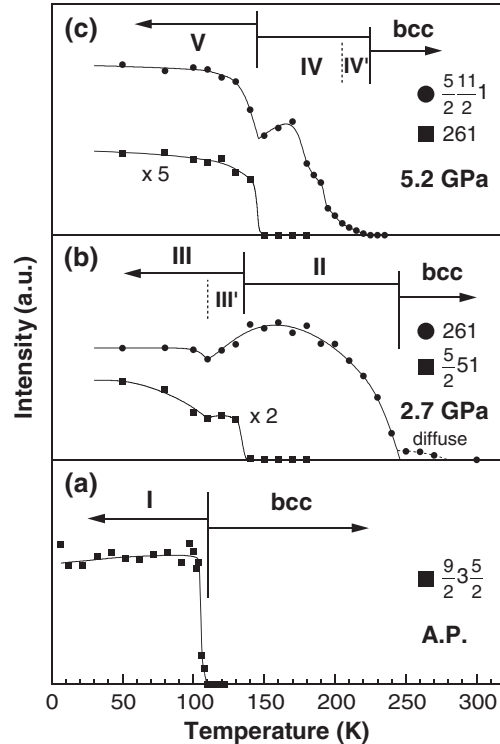 (c)
V
IV
IV'
bcc
● 5/2 11/2 1
■ 261
x 5
5.2 GPa
(b)
III
III'
II
bcc
● 261
■ 5/2 51
x 2
2.7 GPa
diffuse
(a)
I
bcc
■ 9/2 3 5/2
A.P.
Intensity (a.u.)
0 50 100 150 200 250 300
Temperature (K)